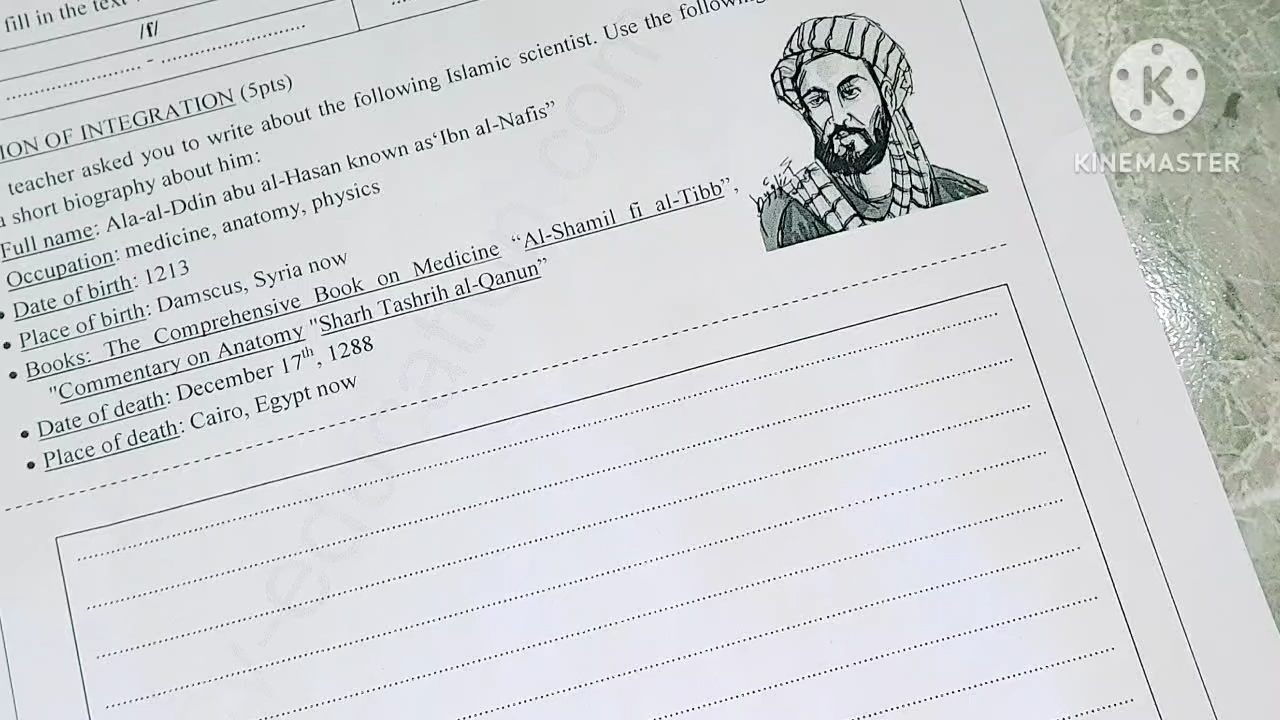 fill in the text
/f/
ION OF INTEGRATION (5pts)
teacher asked you to write about the following Islamic scientist. Use the following
a short biography about him:
Full name: Ala-al-Ddin abu al-Hasan known as‘Ibn al-Nafis”
Occupation: medicine, anatomy, physics
• Date of birth: 1213
• Place of birth: Damscus, Syria now
• Books: The Comprehensive Book on Medicine “Al-Shamil fi al-Tibb”,
"Commentary on Anatomy "Sharh Tashrih al-Qanun”
• Date of death: December 17th, 1288
• Place of death: Cairo, Egypt now
K
KINEMASTER